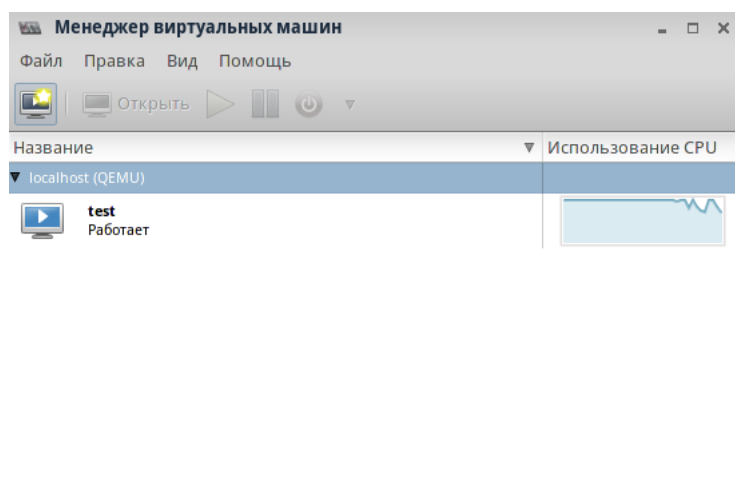 Менеджер виртуальных машин
Файл Правка Вид Помощь
Открыть
Название Использование CPU
localhost (QEMU)
test
Работает